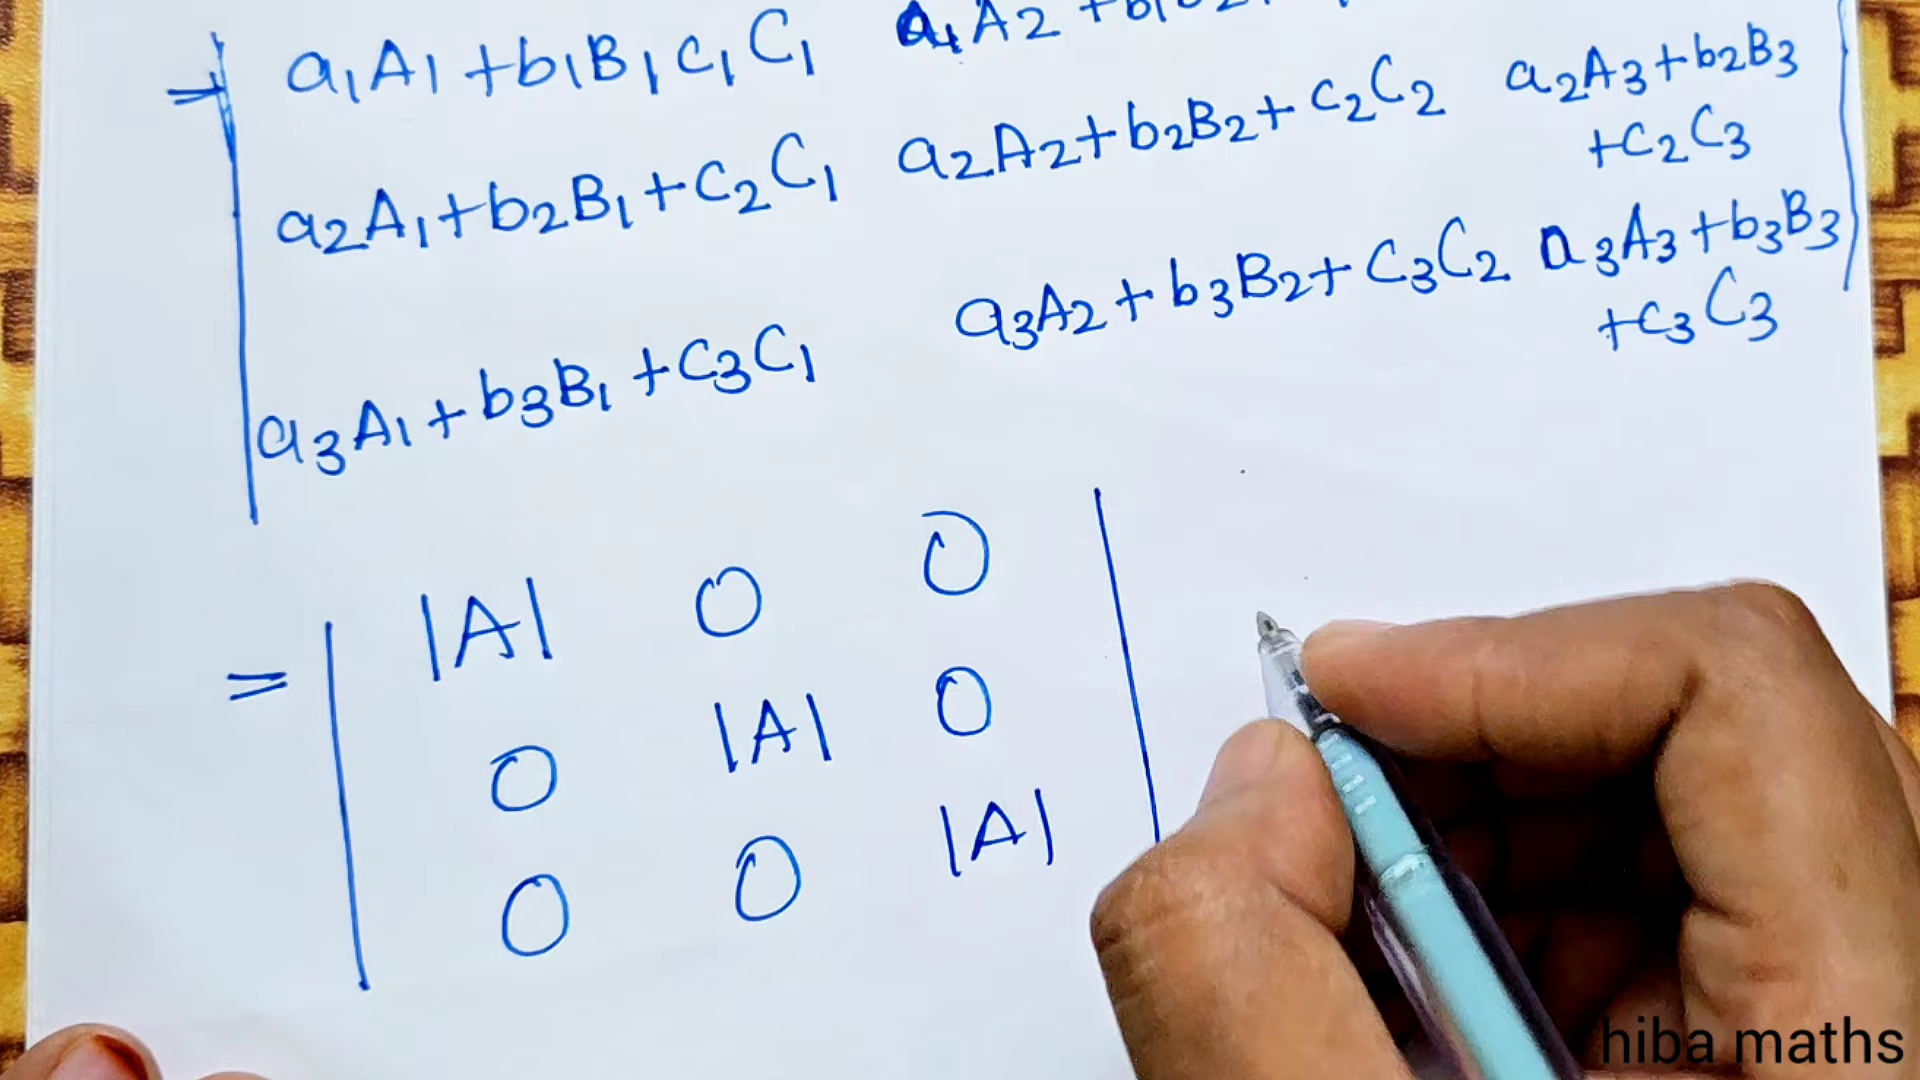 = | a₁A₁ + b₁B₁ c₁C₁ a₁A₂ +
a₂A₁ + b₂B₁ + c₂C₁ a₂A₂ + b₂B₂ + c₂C₂ a₂A₃ + b₂B₃
+ c₂C₃
a₃A₁ + b₃B₁ + c₃C₁ a₃A₂ + b₃B₂ + c₃C₂ a₃A₃ + b₃B₃ |
+ c₃C₃
= | |A| 0 0 |
0 |A| 0
0 0 |A|
hiba maths